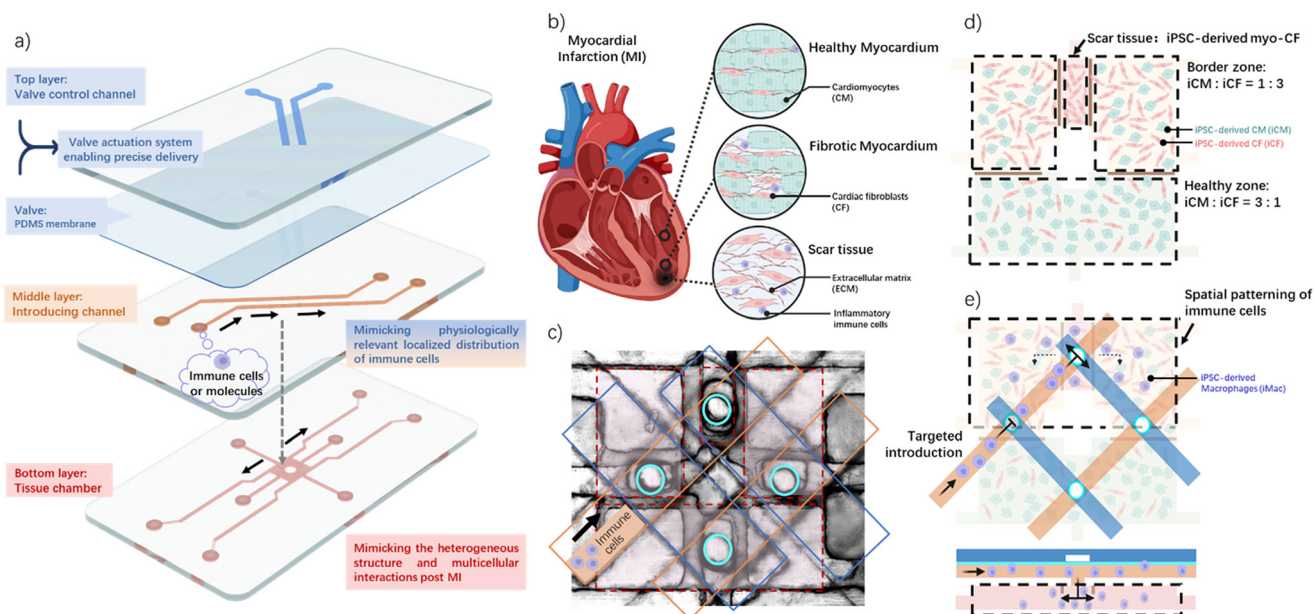 a)
Top layer:
Valve control channel
Valve actuation system
enabling precise delivery
Valve:
PDMS membrane
Middle layer:
Introducing channel
Immune cells
or molecules
Mimicking physiologically
relevant localized distribution
of immune cells
Bottom layer:
Tissue chamber
Mimicking the heterogeneous
structure and multicellular
interactions post MI
b)
Myocardial
Infarction (MI)
Healthy Myocardium
Cardiomyocytes
(CM)
Fibrotic Myocardium
Cardiac fibroblasts
(CF)
Scar tissue
Extracellular matrix
(ECM)
Inflammatory
immune cells
c)
Immune
cells
d)
Scar tissue: iPSC-derived myo-CF
Border zone:
iCM : iCF = 1 : 3
iPSC-derived CM (iCM)
iPSC-derived CF (iCF)
Healthy zone:
iCM : iCF = 3 : 1
e)
Spatial patterning of
immune cells
iPSC-derived
Macrophages (iMac)
Targeted
introduction